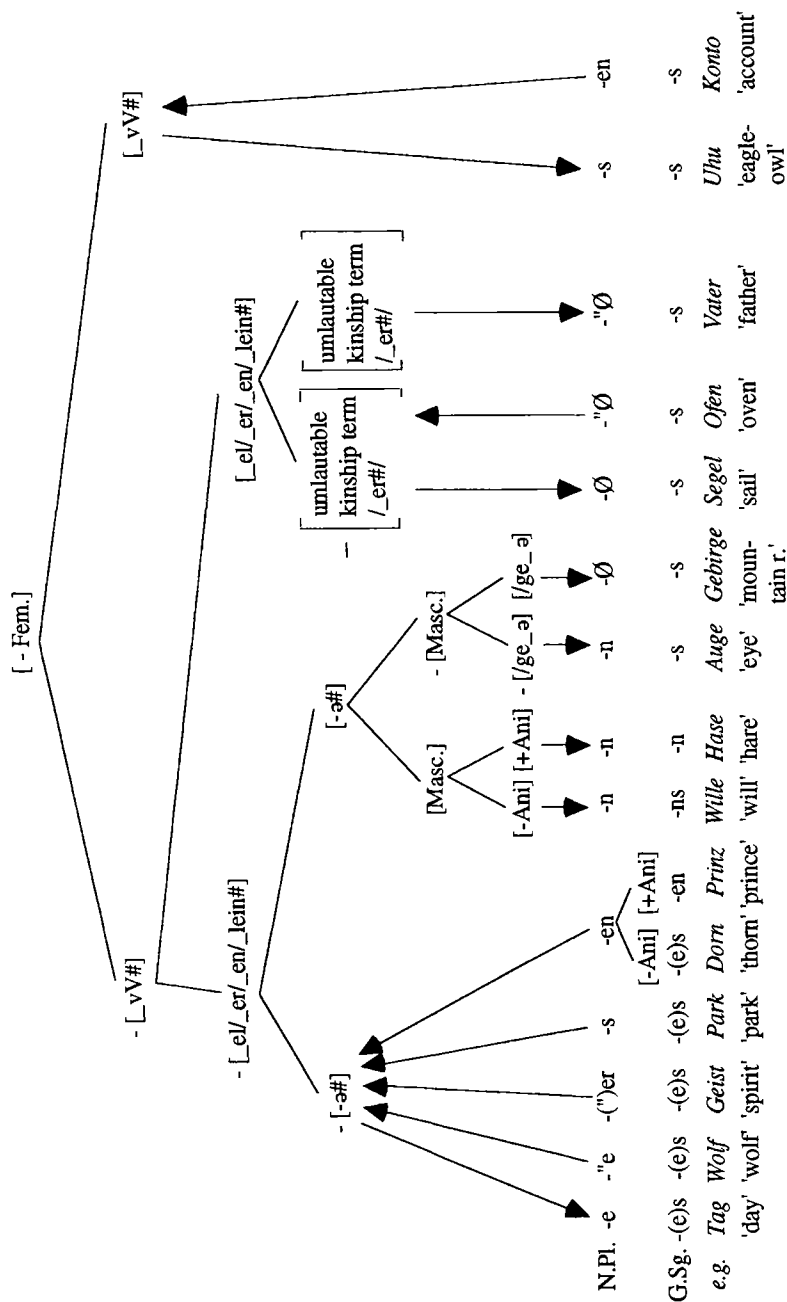 [ - Fem.]
- [_vV#] [_vV#]
- [_el/_er/_en/_lein#] [_el/_er/_en/_lein#]
- [-ə#] [-ə#] – [umlautable [umlautable
kinship term kinship term
/_er#/] /_er#/]
[Masc.] - [Masc.]
[-Ani] [+Ani] - [/ge_ə] [/ge_ə]
N.Pl. -e -"e -(")er -s -en -n -n -n -Ø -Ø -"Ø -"Ø -s -en
[-Ani] [+Ani]
G.Sg. -(e)s -(e)s -(e)s -(e)s -(e)s -en -ns -n -s -s -s -s -s -s -s
e.g. Tag Wolf Geist Park Dorn Prinz Wille Hase Auge Gebirge Segel Ofen Vater Uhu Konto
'day' 'wolf' 'spirit' 'park' 'thorn' 'prince' 'will' 'hare' 'eye' 'moun- 'sail' 'oven' 'father' 'eagle- 'account'
tain r.' owl'